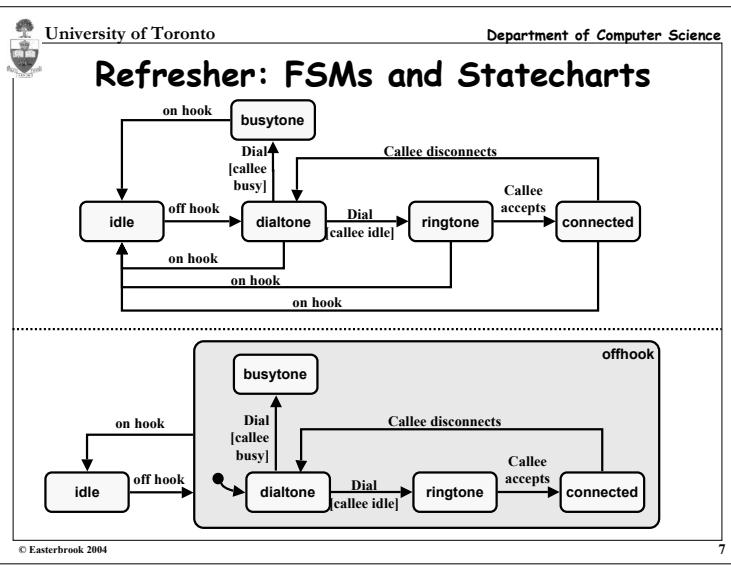 University of Toronto
Department of Computer Science
Refresher: FSMs and Statecharts
on hook
busytone
Dial
[callee
busy]
Callee disconnects
idle
off hook
dialtone
Dial
[callee idle]
ringtone
Callee
accepts
connected
on hook
on hook
on hook
offhook
busytone
on hook
Dial
[callee
busy]
Callee disconnects
idle
off hook
dialtone
Dial
[callee idle]
ringtone
Callee
accepts
connected
© Easterbrook 2004
7